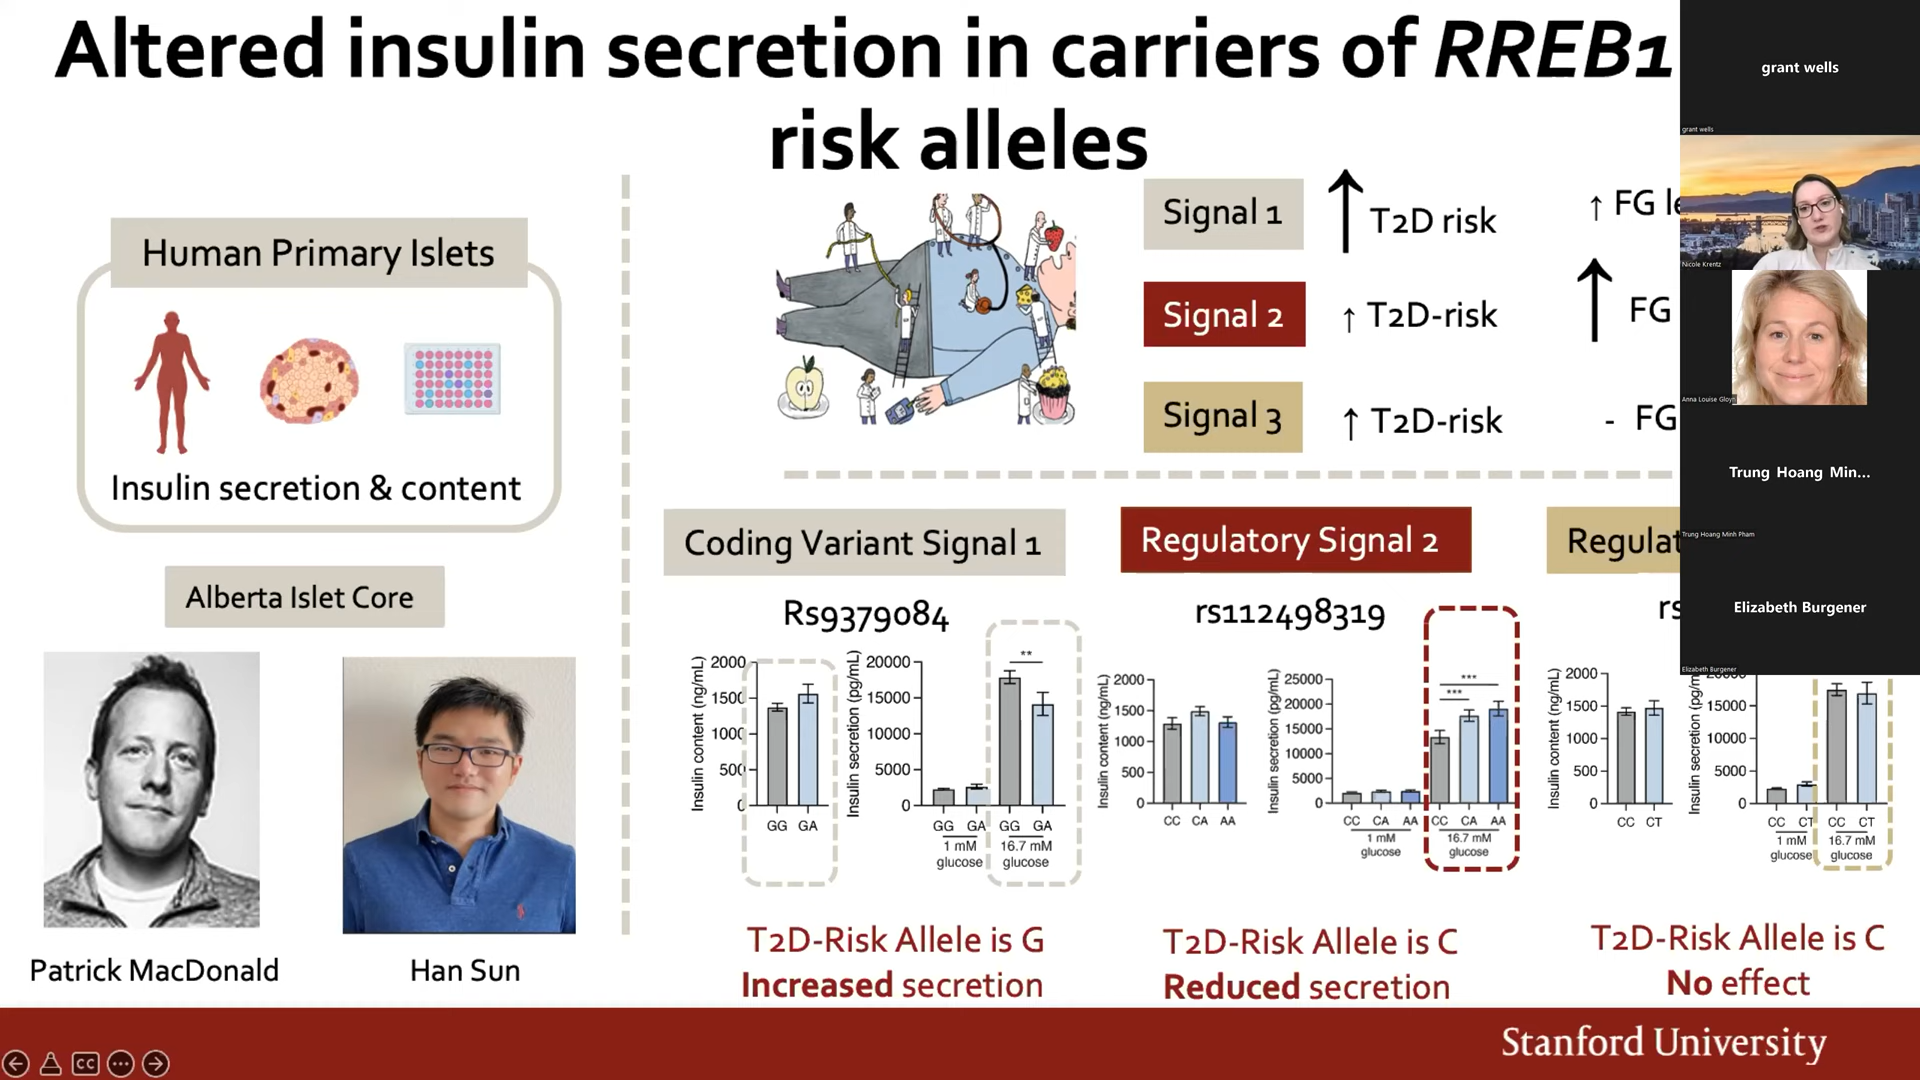 Altered insulin secretion in carriers of RREB1
risk alleles
Human Primary Islets
Insulin secretion & content
Alberta Islet Core
Patrick MacDonald
Han Sun
Signal 1
↑ T2D risk
↑ FG le
Signal 2
↑ T2D-risk
↑ FG
Signal 3
↑ T2D-risk
- FG
Coding Variant Signal 1
Rs9379084
Insulin content (ng/mL)
2000
1500
1000
500
0
GG GA
Insulin secretion (pg/mL)
20000
15000
10000
5000
0
**
GG GA GG GA
1 mM 16.7 mM
glucose glucose
T2D-Risk Allele is G
Increased secretion
Regulatory Signal 2
rs112498319
Insulin content (ng/mL)
2000
1500
1000
500
0
CC CA AA
Insulin secretion (pg/mL)
25000
20000
15000
10000
5000
0
***
***
CC CA AA CC CA AA
1 mM 16.7 mM
glucose glucose
T2D-Risk Allele is C
Reduced secretion
Regulat
rs
Insulin content (ng/mL)
2000
1500
1000
500
0
CC CT
Insulin secretion (pg/m
20000
15000
10000
5000
0
CC CT CC CT
1 mM 16.7 mM
glucose glucose
T2D-Risk Allele is C
No effect
Stanford University
CC
grant wells
grant wells
Nicole Krentz
Anna Louise Gloyn
Trung Hoang Min...
Trung Hoang Minh Pham
Elizabeth Burgener
Elizabeth Burgener